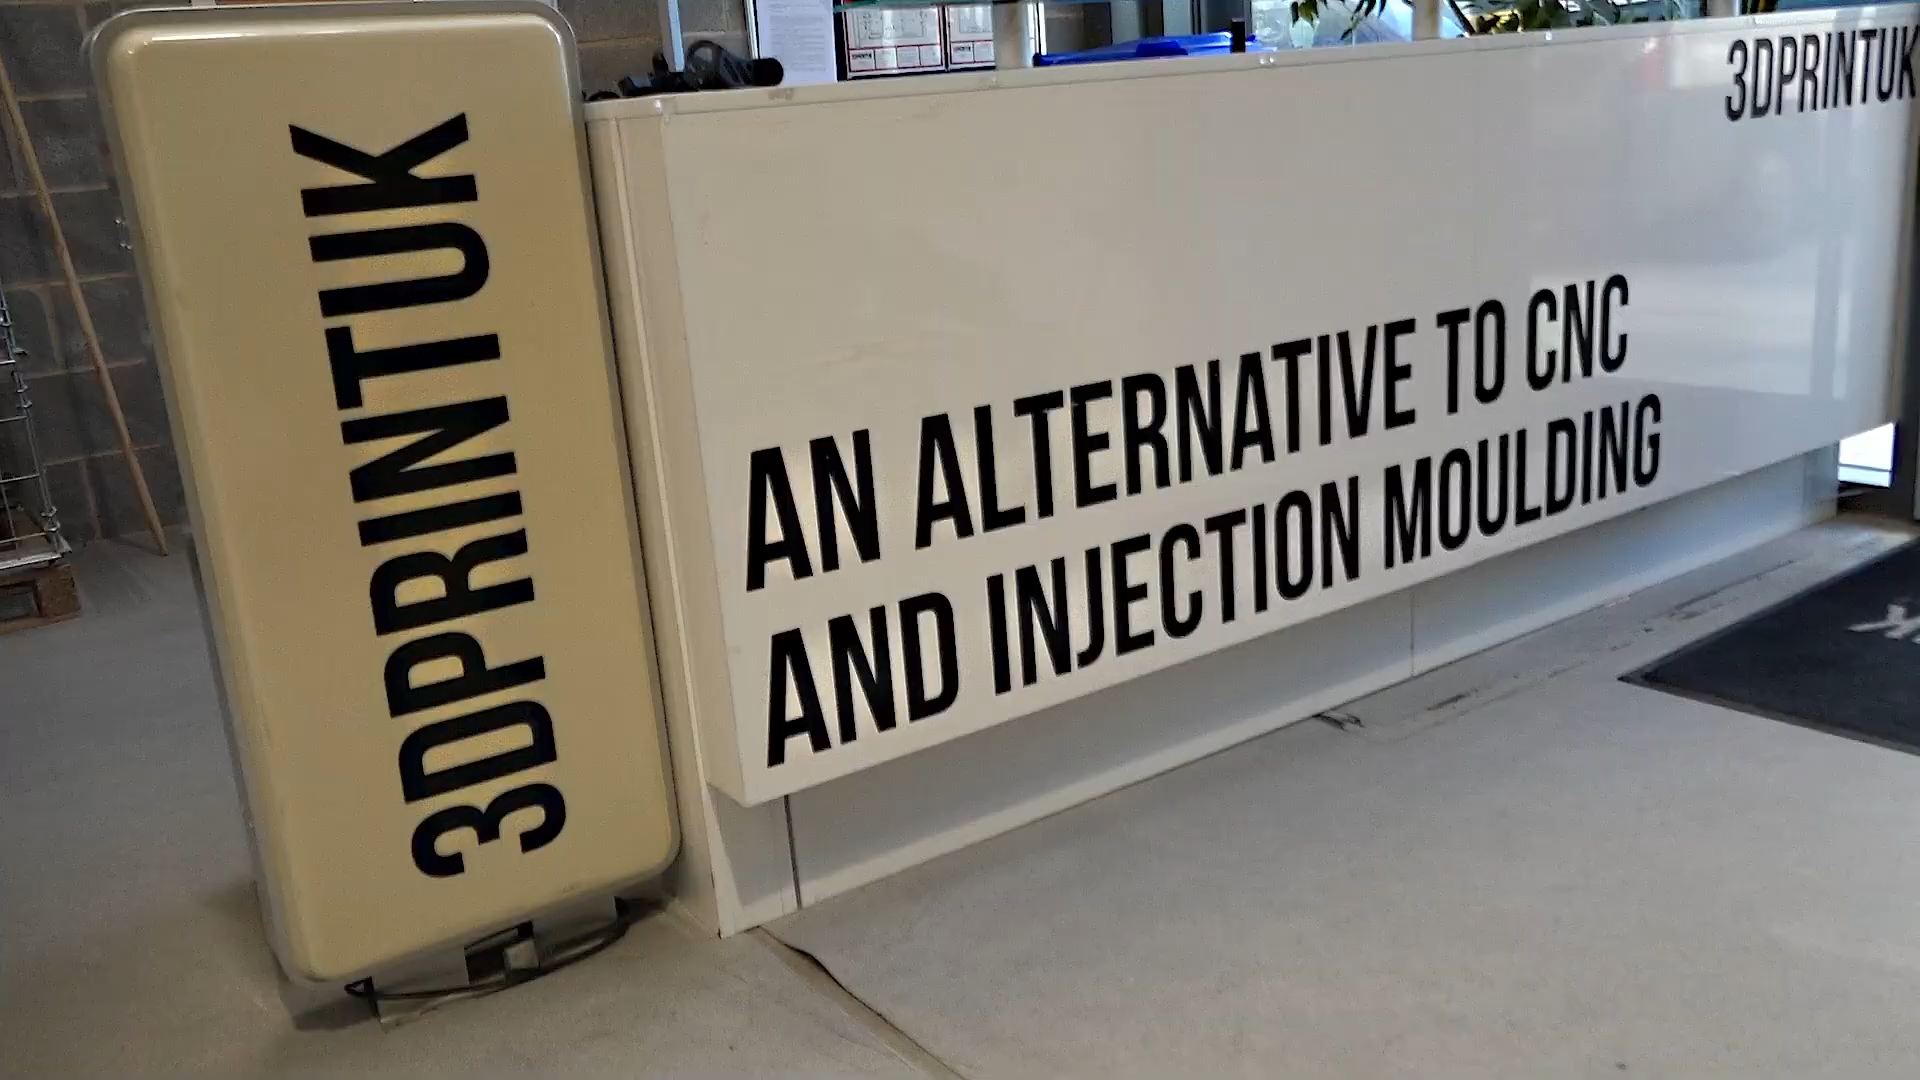 3DPRINTUK
3DPRINTUK
AN ALTERNATIVE TO CNC
AND INJECTION MOULDING